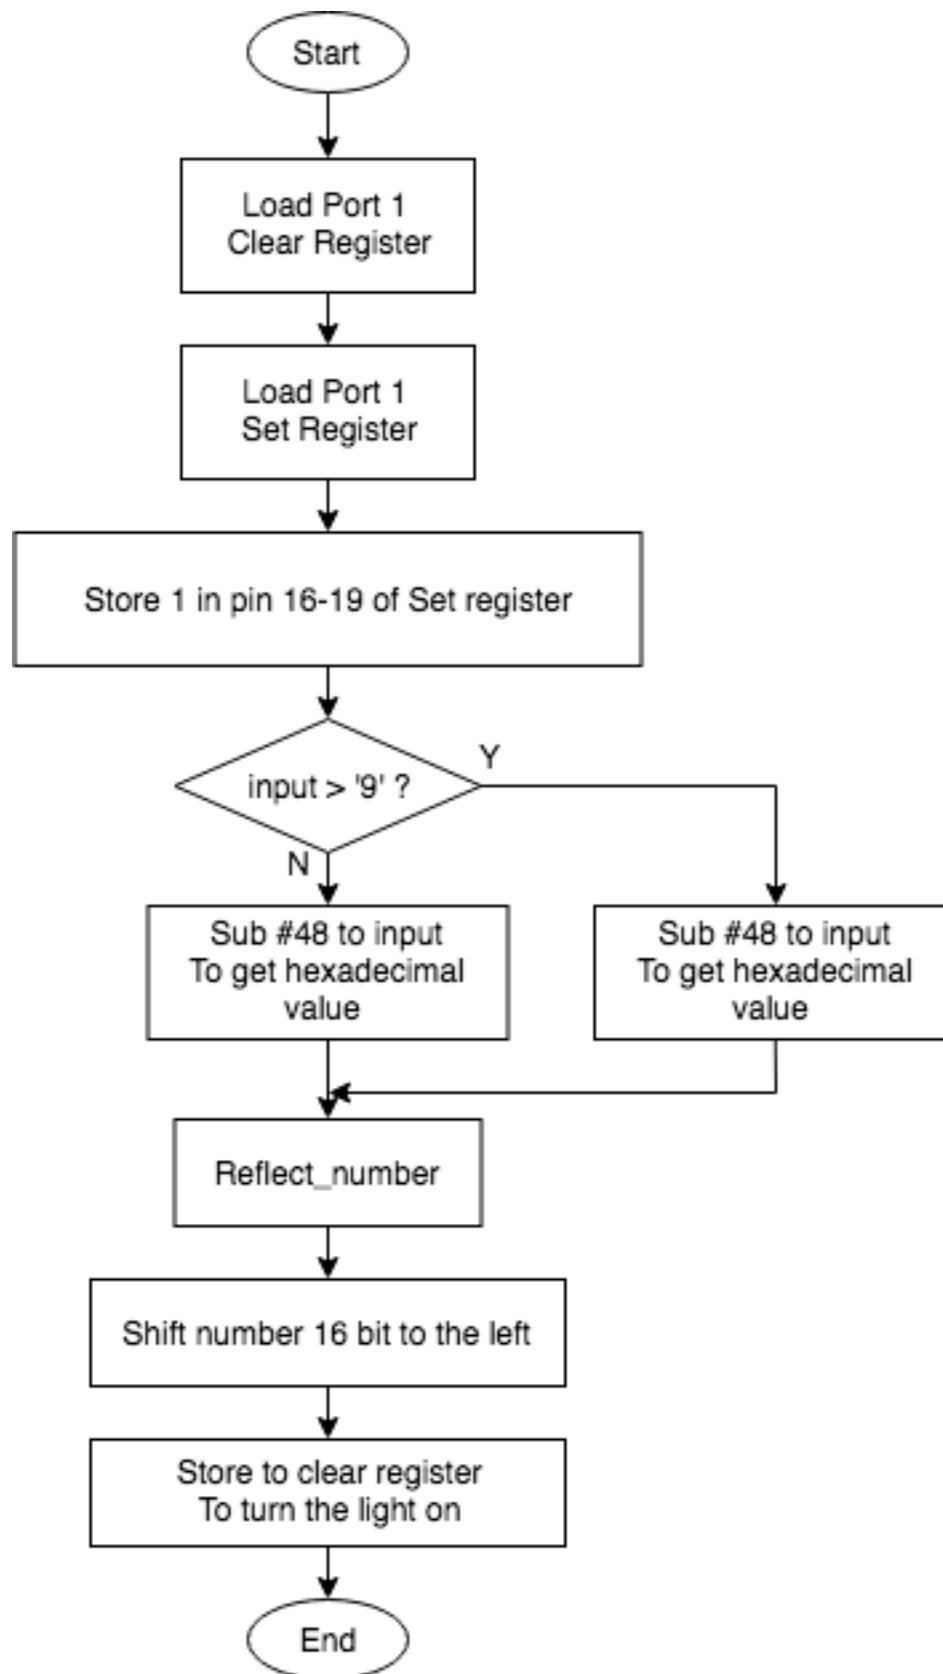 Start
Load Port 1
Clear Register
Load Port 1
Set Register
Store 1 in pin 16-19 of Set register
input > '9' ?
Y
N
Sub #48 to input
To get hexadecimal
value
Sub #48 to input
To get hexadecimal
value
Reflect_number
Shift number 16 bit to the left
Store to clear register
To turn the light on
End